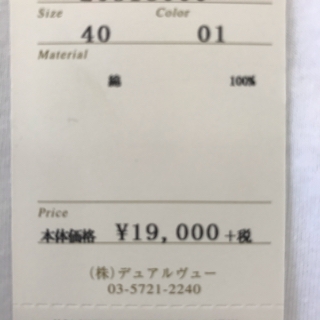 Size Color
40 01
Material
綿 100%
Price
本体価格 ¥19,000 +税
(株)デュアルヴュー
03-5721-2240